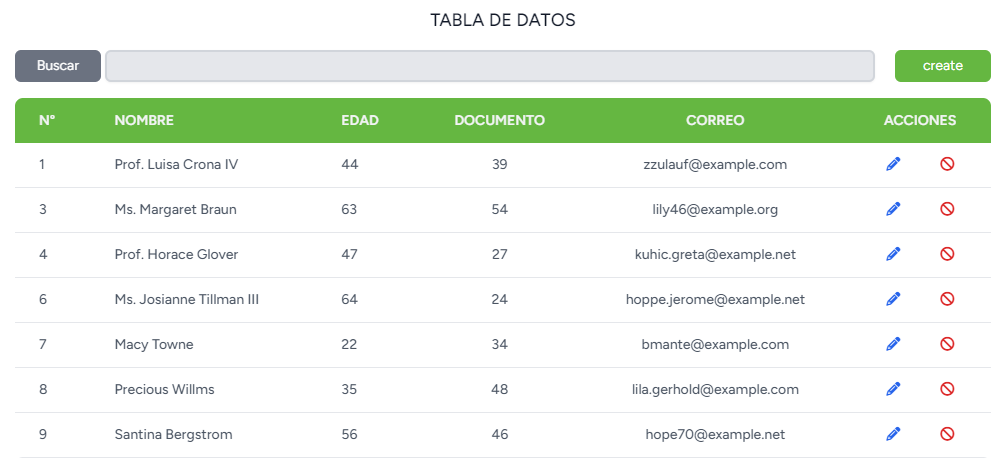 TABLA DE DATOS
Buscar create
N° NOMBRE EDAD DOCUMENTO CORREO ACCIONES
1 Prof. Luisa Crona IV 44 39 zzulauf@example.com
3 Ms. Margaret Braun 63 54 lily46@example.org
4 Prof. Horace Glover 47 27 kuhic.greta@example.net
6 Ms. Josianne Tillman III 64 24 hoppe.jerome@example.net
7 Macy Towne 22 34 bmante@example.com
8 Precious Willms 35 48 lila.gerhold@example.com
9 Santina Bergstrom 56 46 hope70@example.net